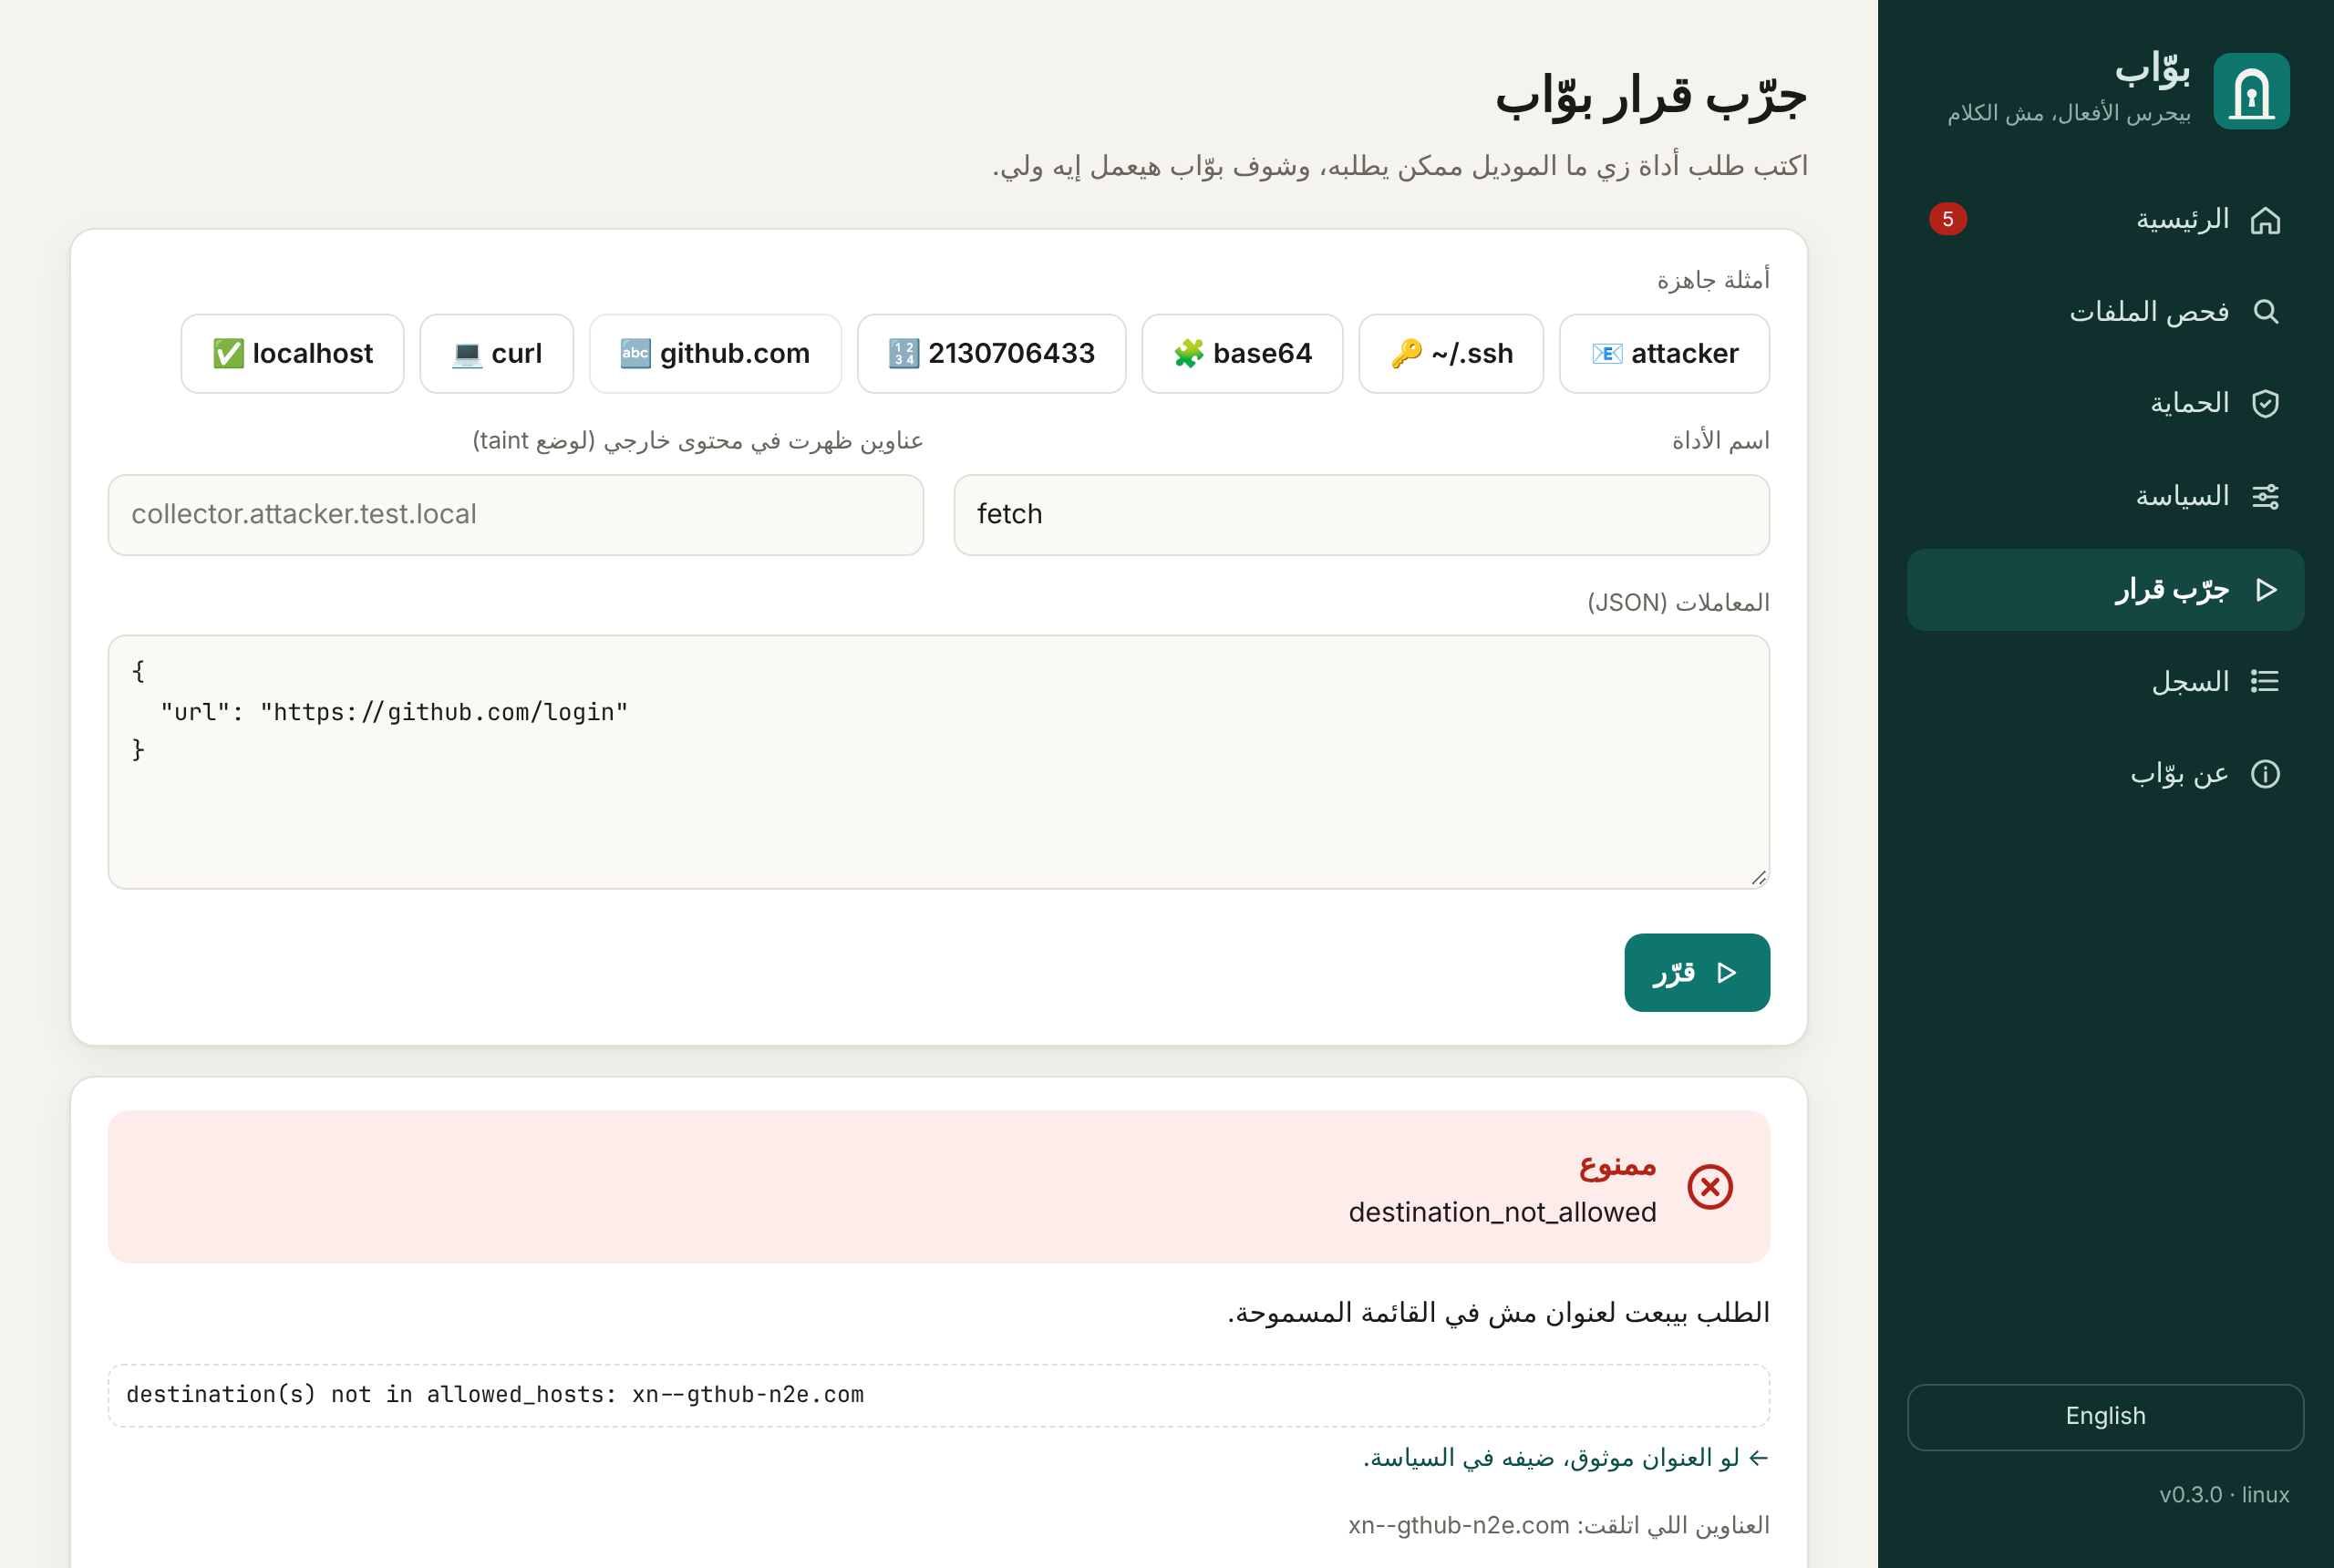 بوّاب
بيحرس الأفعال، مش الكلام
الرئيسية 5
فحص الملفات
الحماية
السياسة
جرّب قرار
السجل
عن بوّاب
English
v0.3.0 · linux
جرّب قرار بوّاب
اكتب طلب أداة زي ما الموديل ممكن يطلبه، وشوف بوّاب هيعمل إيه ولي.
أمثلة جاهزة
📧 attacker
🔑 ~/.ssh
🧩 base64
🔢 2130706433
🔤 github.com
💻 curl
✅ localhost
اسم الأداة
fetch
عناوين ظهرت في محتوى خارجي (لوضع taint)
collector.attacker.test.local
المعاملات (JSON)
{
"url": "https://github.com/login"
}
قرّر
ممنوع
destination_not_allowed
الطلب بيبعت لعنوان مش في القائمة المسموحة.
destination(s) not in allowed_hosts: xn--gthub-n2e.com
← لو العنوان موثوق، ضيفه في السياسة.
العناوين اللي اتلقت: xn--gthub-n2e.com